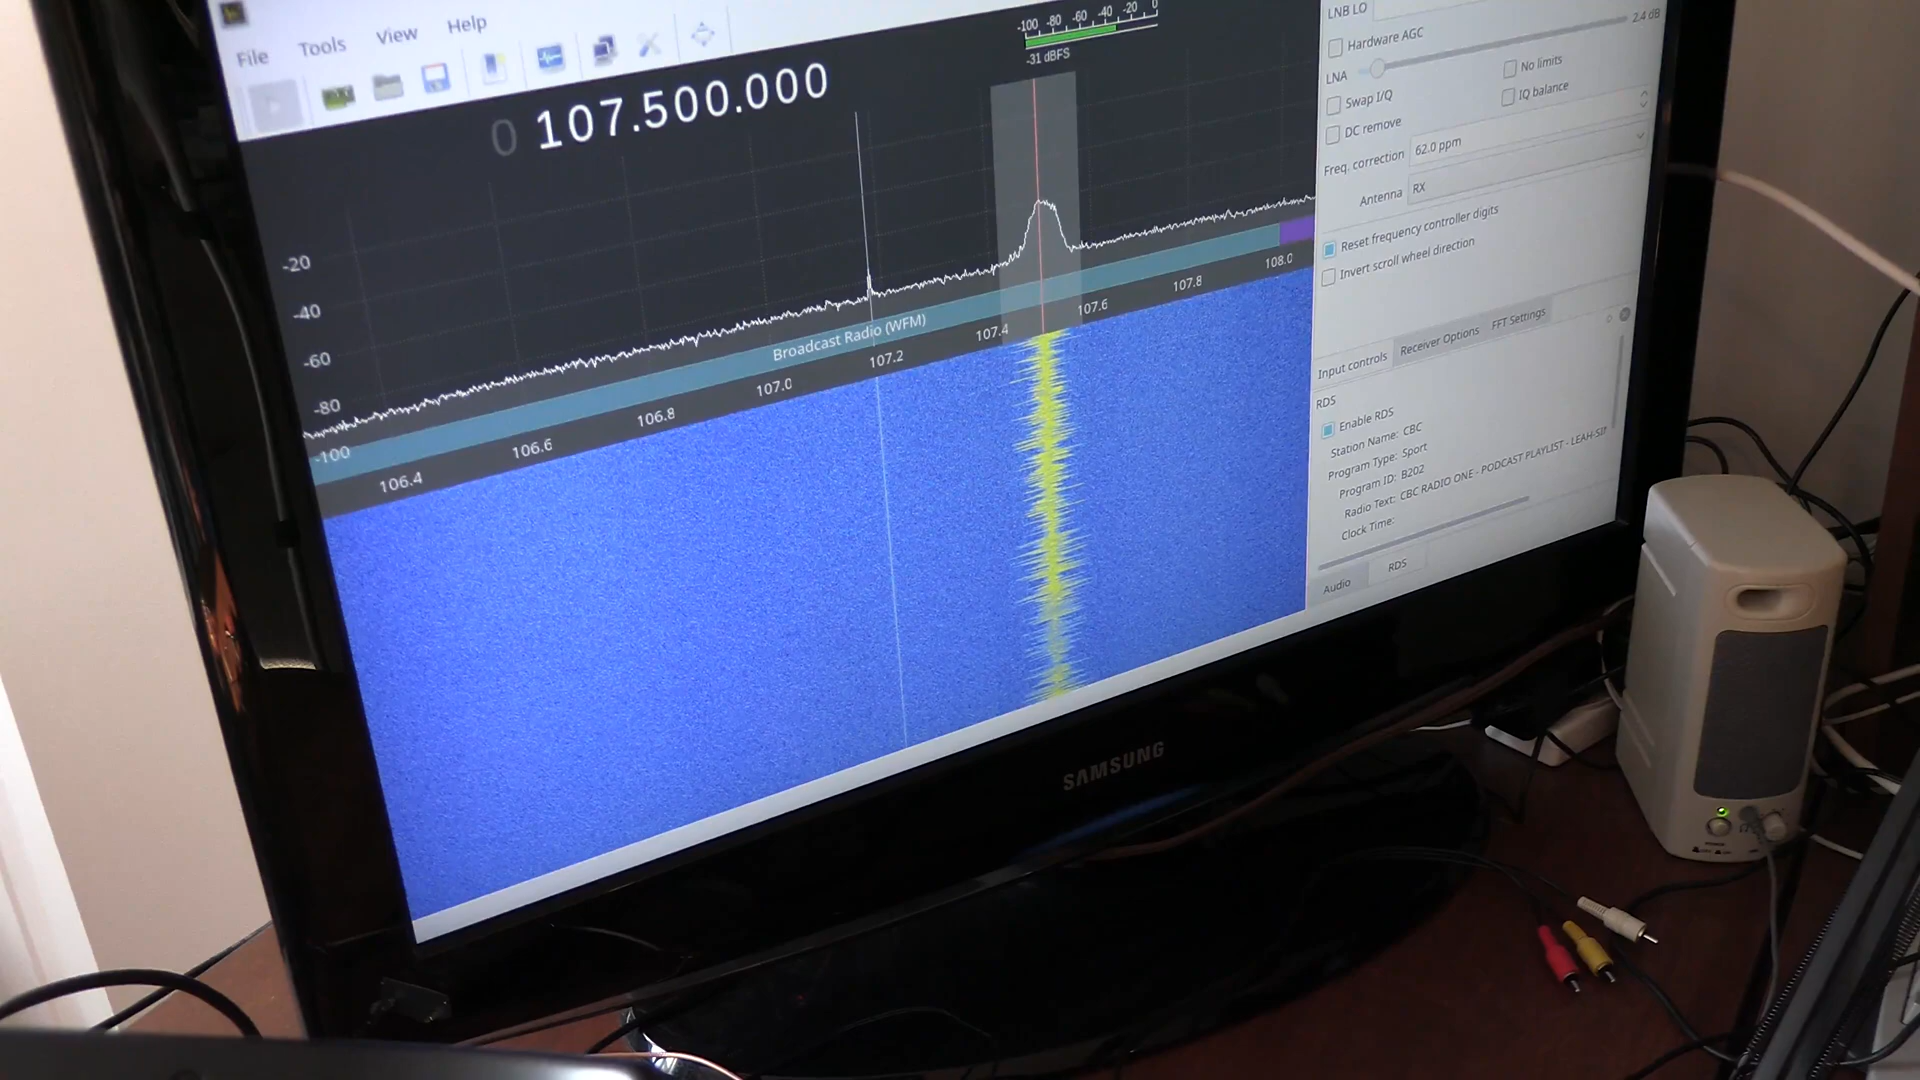 File Tools View Help
0 107.500.000
-100 -80 -60 -40 -20 0
-31 dBFS
-20
-40
-60
-80
-100
Broadcast Radio (WFM)
106.4 106.6 106.8 107.0 107.2 107.4 107.6 107.8 108.0
LNB LO
Hardware AGC
LNA 2.4 dB
Swap I/Q No limits
DC remove IQ balance
Freq. correction 62.0 ppm
Antenna RX
Reset frequency controller digits
Invert scroll wheel direction
Input controls Receiver Options FFT Settings
RDS
Enable RDS
Station Name: CBC
Program Type: Sport
Program ID: B202
Radio Text: CBC RADIO ONE - PODCAST PLAYLIST - LEAH-SI
Clock Time:
Audio RDS
SAMSUNG
POWER